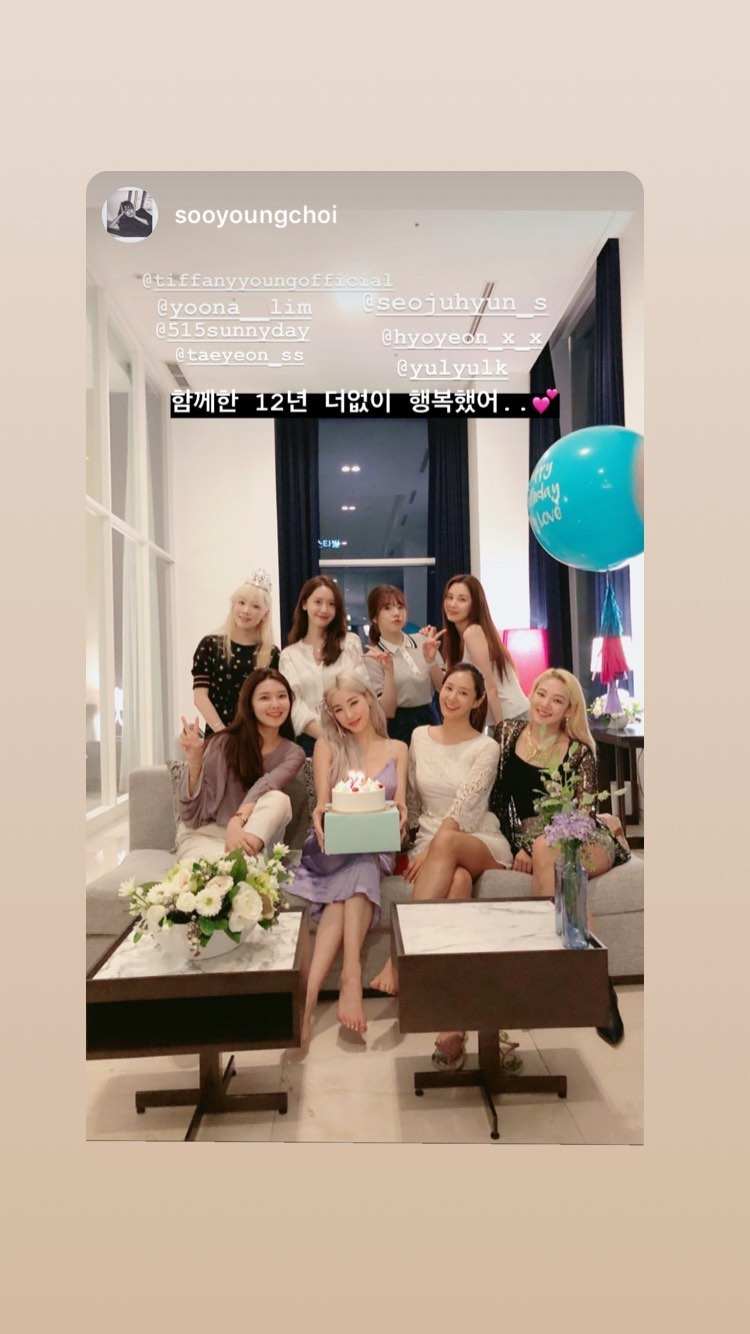 sooyoungchoi
@tiffanyyoungofficial
@yoona__lim @seojuhyun_s
@515sunnyday
@hyoyeon_x_x
@taeyeon_ss
@yulyulk
함께한 12년 더없이 행복했어..💕